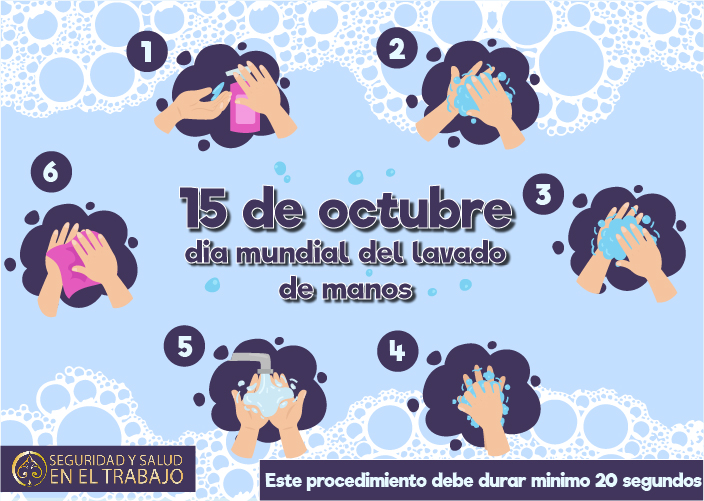 1
2
6
3
15 de octubre
día mundial del lavado
de manos
5
4
SEGURIDAD Y SALUD
EN EL TRABAJO
Este procedimiento debe durar minimo 20 segundos